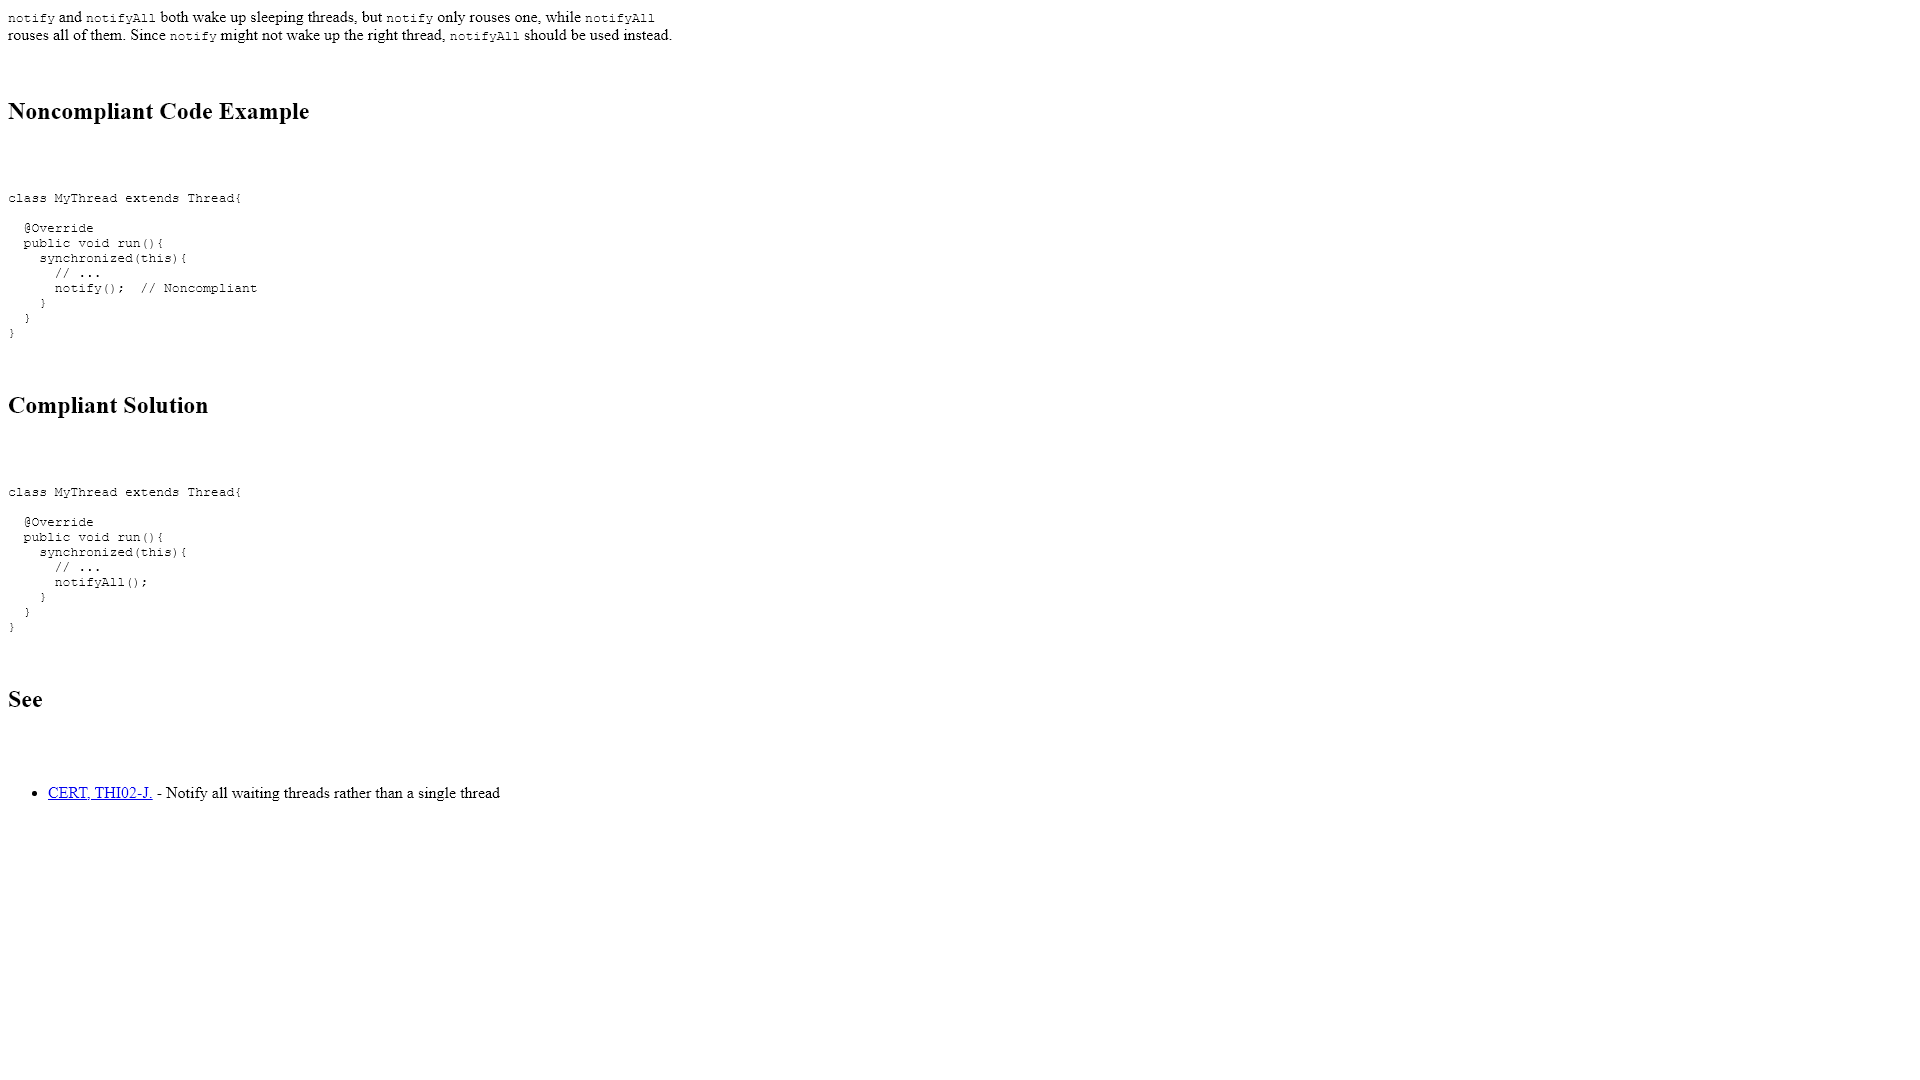 notify and notifyAll both wake up sleeping threads, but notify only rouses one, while notifyAll
rouses all of them. Since notify might not wake up the right thread, notifyAll should be used instead.
Noncompliant Code Example
class MyThread extends Thread{
  @Override
  public void run(){
    synchronized(this){
      // ...
      notify();  // Noncompliant
    }
  }
}
Compliant Solution
class MyThread extends Thread{
  @Override
  public void run(){
    synchronized(this){
      // ...
      notifyAll();
    }
  }
}
See
• CERT, THI02-J. - Notify all waiting threads rather than a single thread